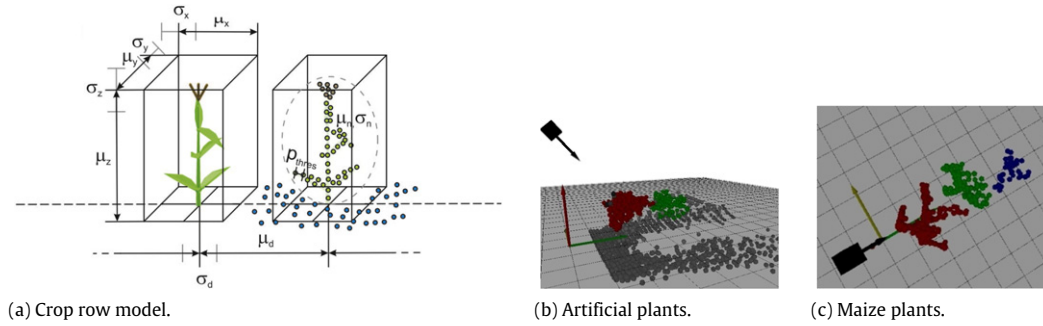 σx
μx
σy
μy
σz
μz
μn,σn
pthres
μd
σd
(a) Crop row model.
(b) Artificial plants.
(c) Maize plants.